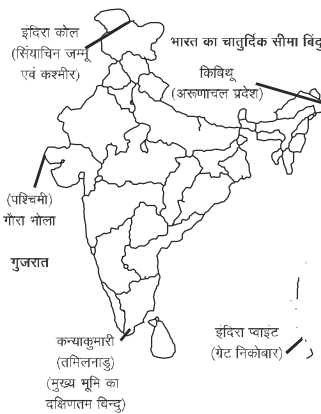 इंदिरा कोल
(सिंयाचिन जम्मू
एवं कश्मीर)
भारत का चातुर्दिक सीमा बिंदु
किबिथू
(अरूणाचल प्रदेश)
(पश्चिमी)
गौरा भोला
गुजरात
कन्याकुमारी
(तमिलनाडु)
(मुख्य भूमि का
दक्षिणतम बिन्दु)
इंदिरा प्वाइंट
(ग्रेट निकोबार)